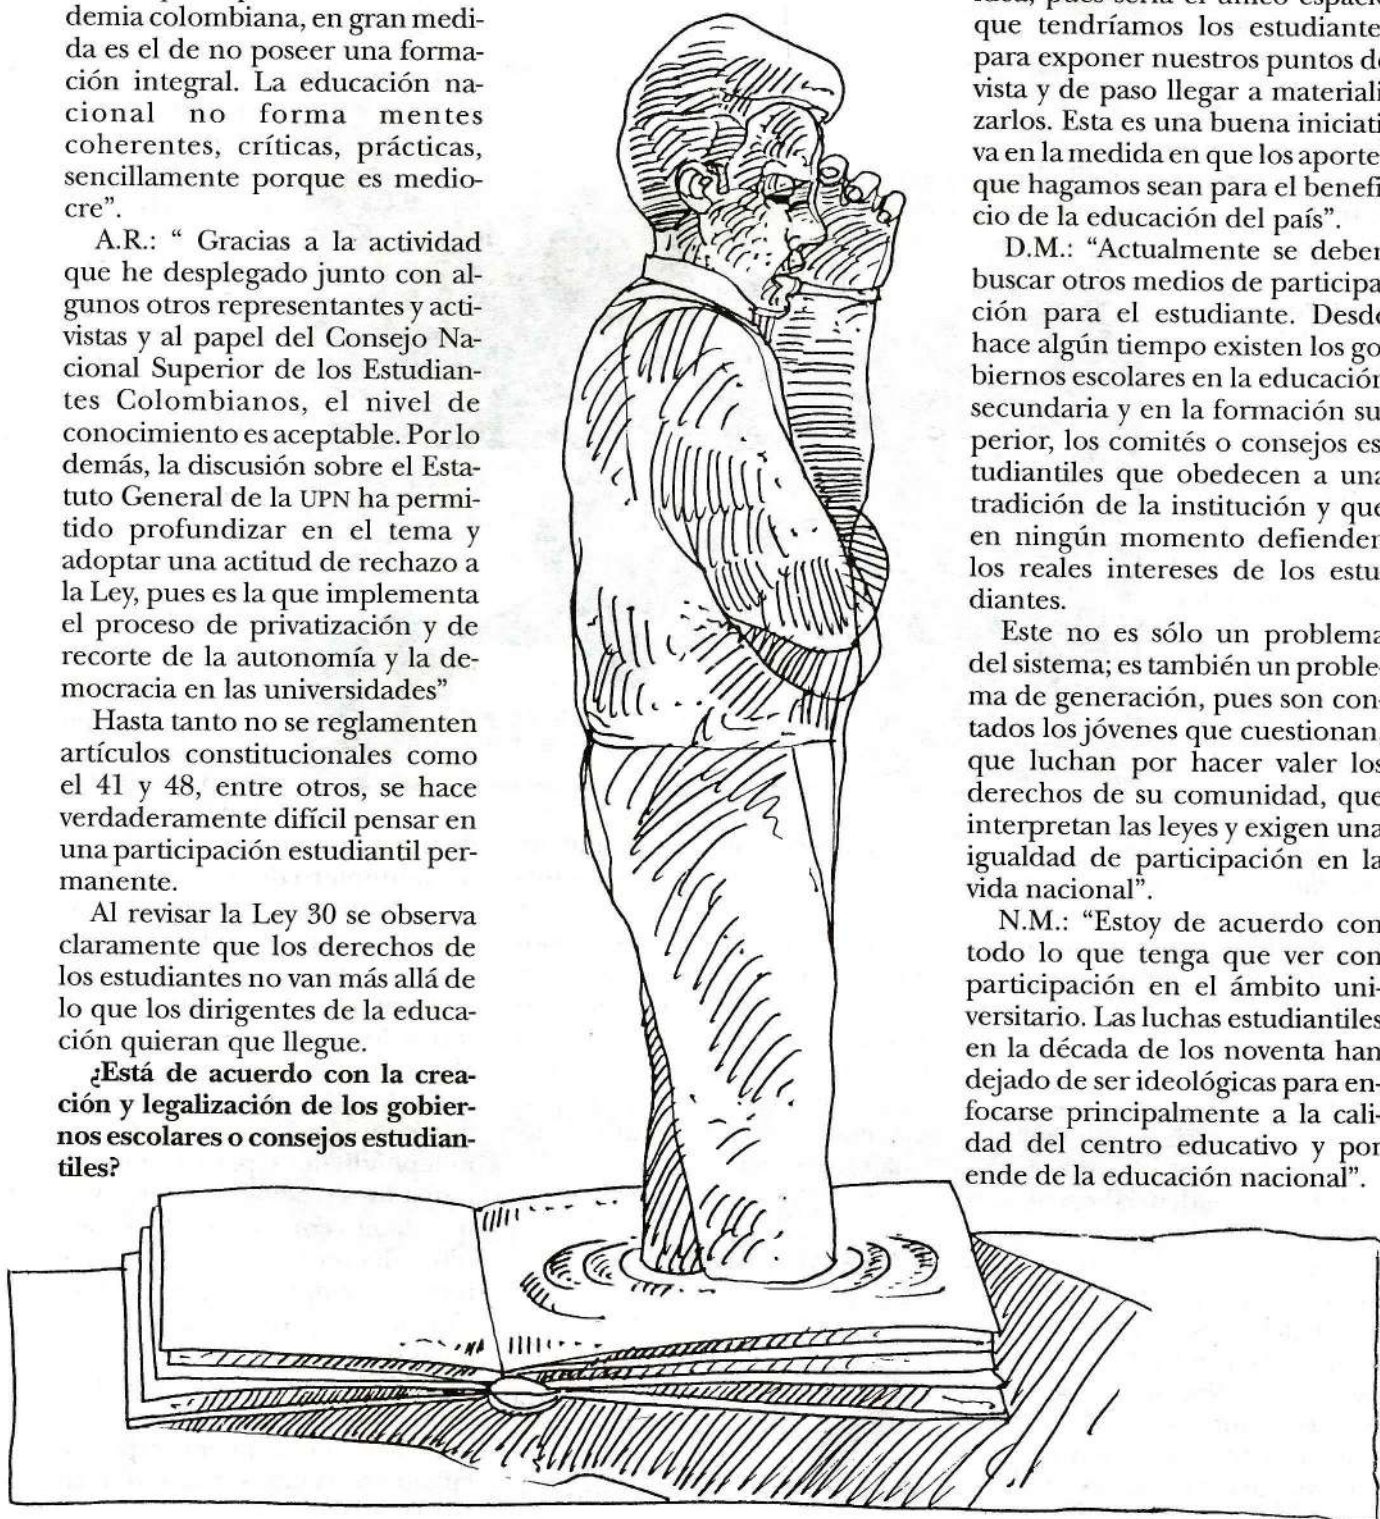 demia colombiana, en gran medi-
da es el de no poseer una forma-
ción integral. La educación na-
cional no forma mentes
coherentes, críticas, prácticas,
sencillamente porque es medio-
cre".
A.R.: " Gracias a la actividad
que he desplegado junto con al-
gunos otros representantes y acti-
vistas y al papel del Consejo Na-
cional Superior de los Estudian-
tes Colombianos, el nivel de
conocimiento es aceptable. Por lo
demás, la discusión sobre el Esta-
tuto General de la UPN ha permi-
tido profundizar en el tema y
adoptar una actitud de rechazo a
la Ley, pues es la que implementa
el proceso de privatización y de
recorte de la autonomía y la de-
mocracia en las universidades"
Hasta tanto no se reglamenten
artículos constitucionales como
el 41 y 48, entre otros, se hace
verdaderamente difícil pensar en
una participación estudiantil per-
manente.
Al revisar la Ley 30 se observa
claramente que los derechos de
los estudiantes no van más allá de
lo que los dirigentes de la educa-
ción quieran que llegue.
¿Está de acuerdo con la crea-
ción y legalización de los gobier-
nos escolares o consejos estudian-
tiles?
que tendríamos los estudiante
para exponer nuestros puntos de
vista y de paso llegar a materiali
zarlos. Esta es una buena iniciati
va en la medida en que los aporte
que hagamos sean para el benefi
cio de la educación del país".
D.M.: "Actualmente se deben
buscar otros medios de participa
ción para el estudiante. Desde
hace algún tiempo existen los go
biernos escolares en la educación
secundaria y en la formación su
perior, los comités o consejos es
tudiantiles que obedecen a una
tradición de la institución y que
en ningún momento defienden
los reales intereses de los estu
diantes.
Este no es sólo un problema
del sistema; es también un proble-
ma de generación, pues son con-
tados los jóvenes que cuestionan,
que luchan por hacer valer los
derechos de su comunidad, que
interpretan las leyes y exigen una
igualdad de participación en la
vida nacional".
N.M.: "Estoy de acuerdo con
todo lo que tenga que ver con
participación en el ámbito uni-
versitario. Las luchas estudiantiles
en la década de los noventa han
dejado de ser ideológicas para en-
focarse principalmente a la cali-
dad del centro educativo y por
ende de la educación nacional".